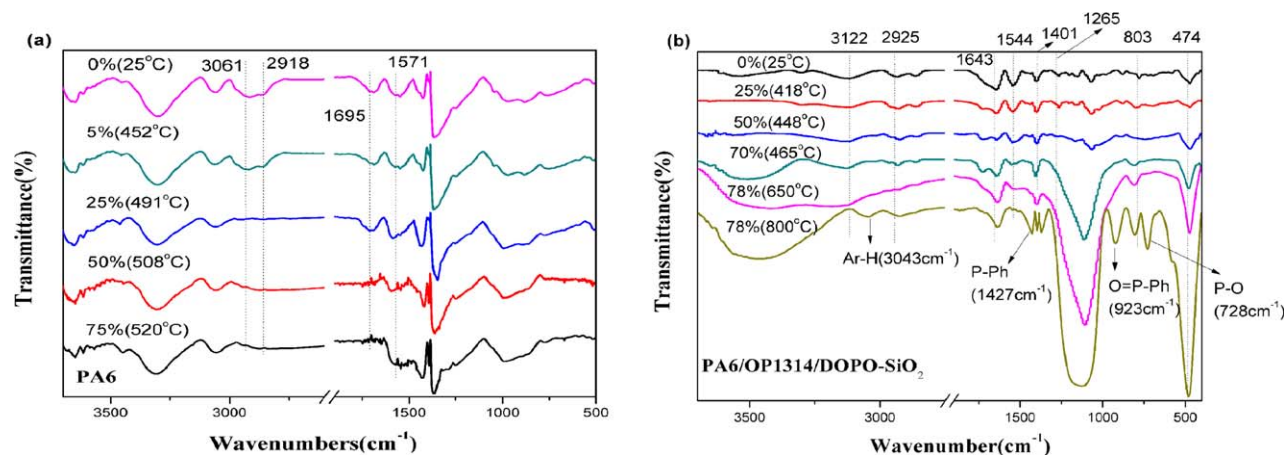 (a)
0%(25°C)
3061
2918
1571
1695
5%(452°C)
25%(491°C)
50%(508°C)
75%(520°C)
PA6
Transmittance(%)
3500
3000
1500
1000
500
Wavenumbers(cm⁻¹)
(b)
1265
1544
1401
3122
2925
803
474
1643
0%(25°C)
25%(418°C)
50%(448°C)
70%(465°C)
78%(650°C)
78%(800°C)
Ar-H(3043cm⁻¹)
P-Ph
(1427cm⁻¹)
O=P-Ph
(923cm⁻¹)
P-O
(728cm⁻¹)
PA6/OP1314/DOPO-SiO₂
Transmittance(%)
3500
3000
1500
1000
500
Wavenumber(cm⁻¹)